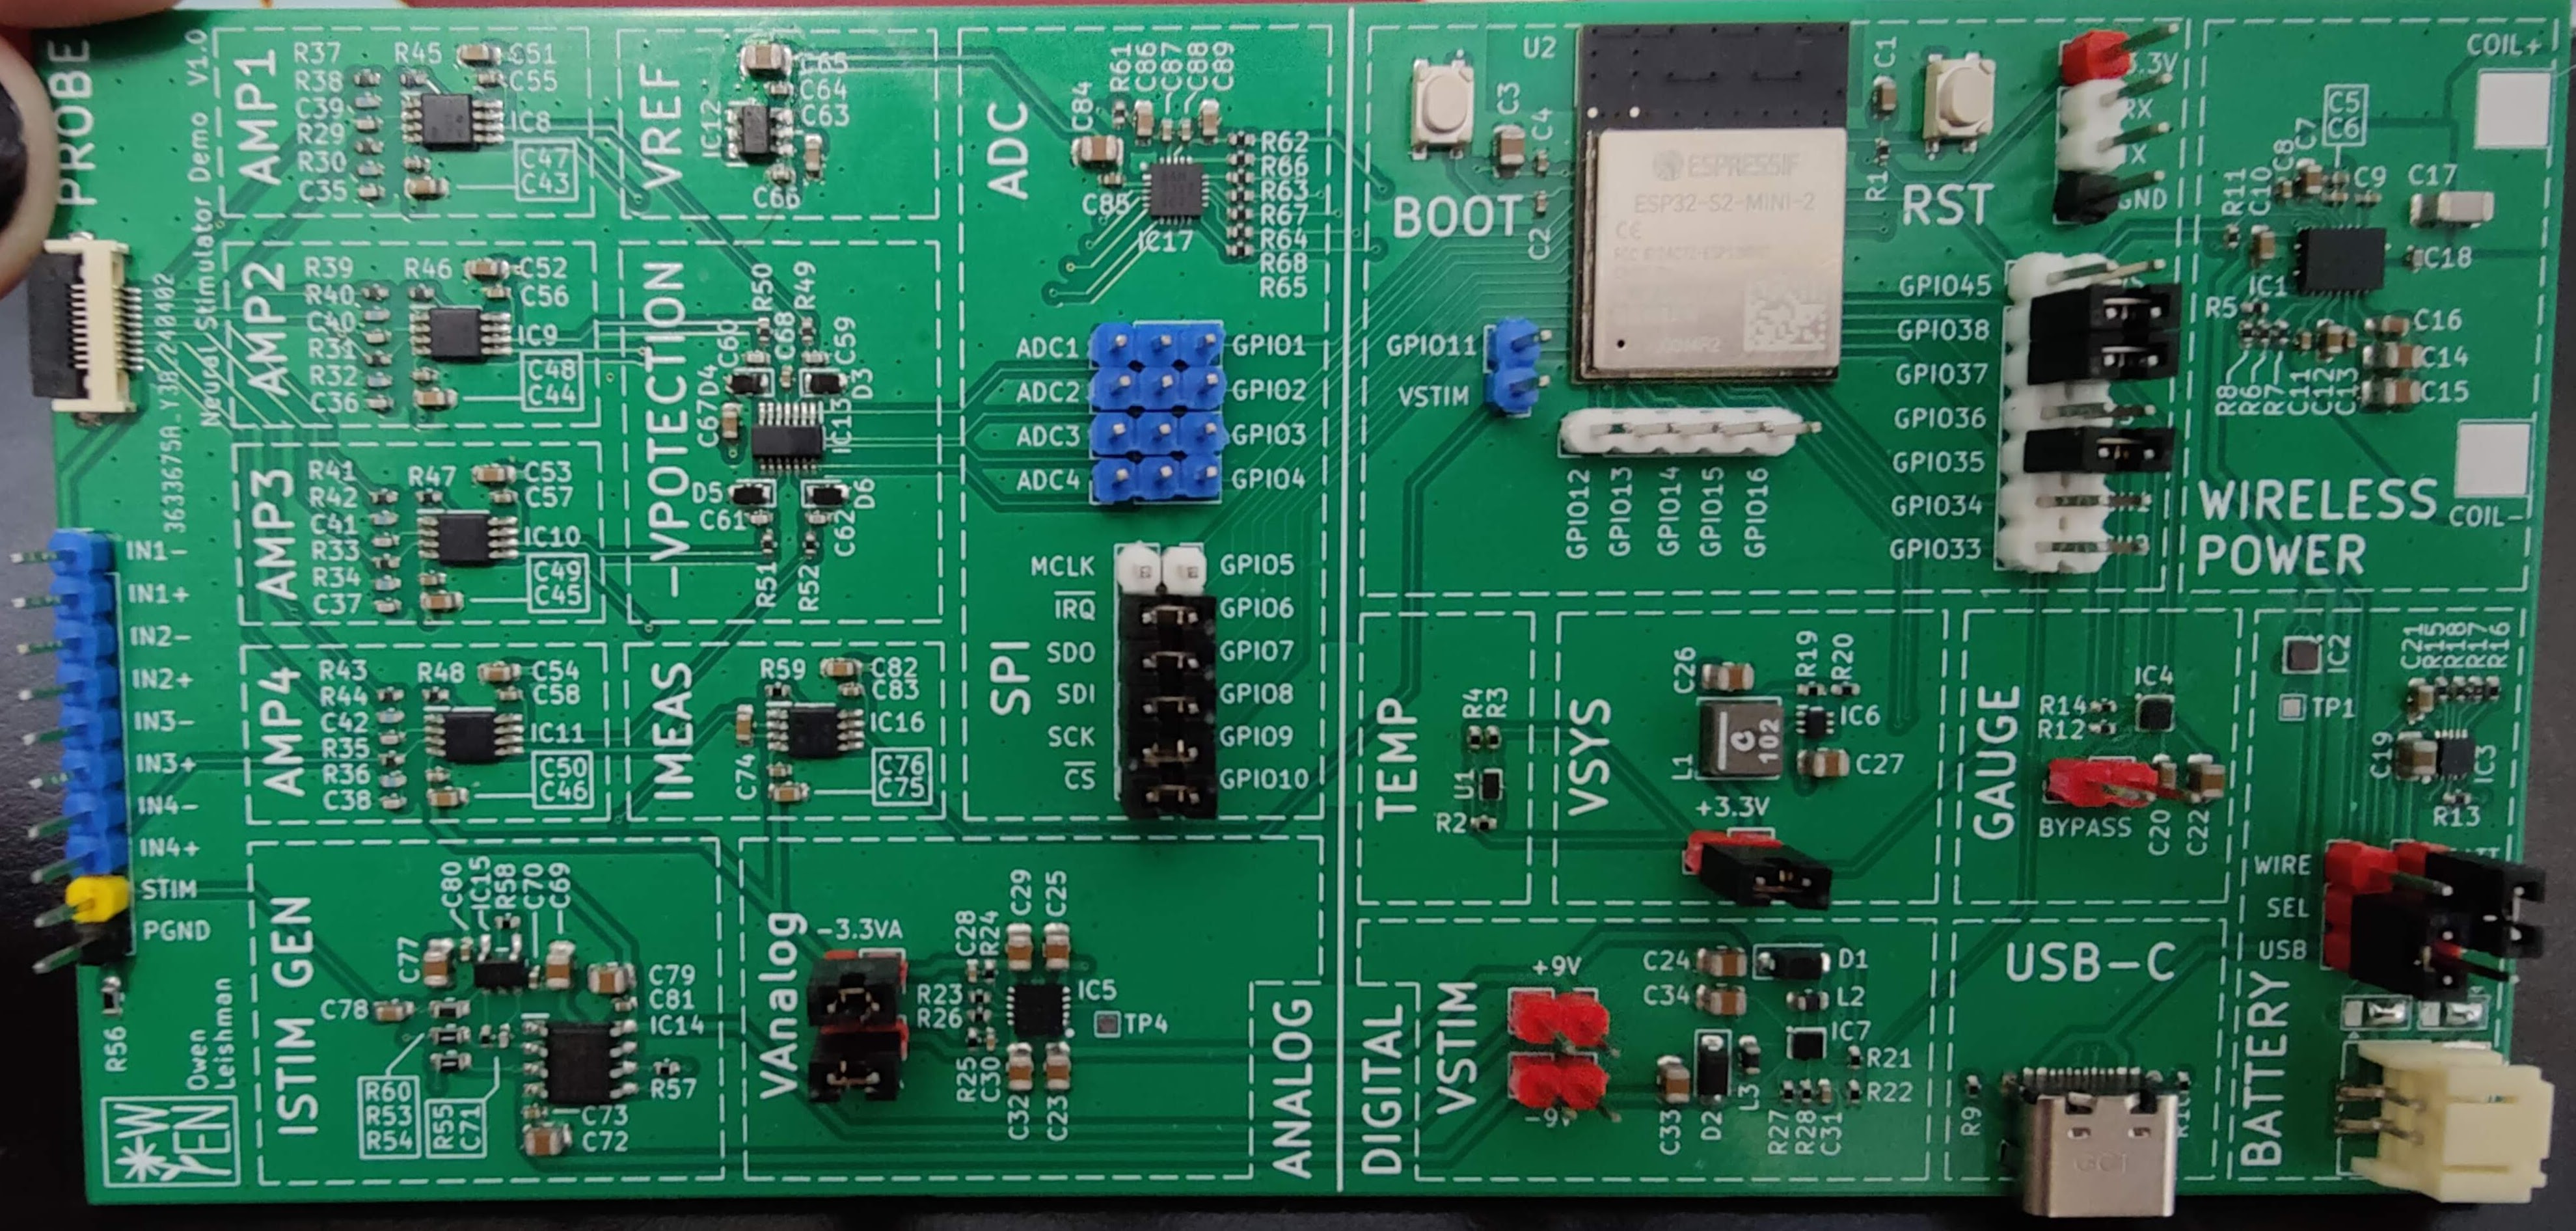 PROBE
Neural Stimulator Demo V1.0
3633675A_Y38_240402
AMP1
R37
R38
C39
R29
R30
C35
R45
C51
C55
IC8
C47
C43
AMP2
R39
R40
C40
R31
R32
C36
R46
C52
C56
IC9
C48
C44
AMP3
R41
R42
C41
R33
R34
C37
R47
C53
C57
IC10
C49
C45
AMP4
R43
R44
C42
R35
R36
C38
R48
C54
C58
IC11
C50
C46
VREF
IC12
C65
C64
C63
C66
-VPOTECTION
R50
R49
C60
C68
C59
C67
D4
D3
IC13
D5
C61
D6
C62
R51
R52
IMEAS
R59
C82
C83
IC16
C74
C76
C75
ADC
C84
R61
C86
C87
C88
C89
C85
IC17
R62
R66
R63
R67
R64
R68
R65
ADC1 GPIO1
ADC2 GPIO2
ADC3 GPIO3
ADC4 GPIO4
SPI
MCLK GPIO5
IRQ GPIO6
SDO GPIO7
SDI GPIO8
SCK GPIO9
CS GPIO10
IN1-
IN1+
IN2-
IN2+
IN3-
IN3+
IN4-
IN4+
STIM
PGND
R56
Owen
Leishman
ISTIM GEN
C80
IC15
R58
C70
C69
C77
C78
C79
C81
IC14
R57
R60
R53
R54
R55
C71
C73
C72
VAnalog
-3.3VA
C28
R24
C29
C25
R23
R26
IC5
TP4
R25
C30
C32
C23
ANALOG
DIGITAL
U2
BOOT
C3
C4
C2
ESPRESSIF
ESP32-S2-MINI-2
C1
R1
RST
3.3V
RX
GND
GPIO11
VSTIM
GPIO12
GPIO13
GPIO14
GPIO15
GPIO16
GPIO45
GPIO38
GPIO37
GPIO36
GPIO35
GPIO34
GPIO33
COIL+
C5
C6
C7
C8
C9
C10
R11
C17
C18
IC1
R5
C16
C14
C15
R8
R6
R7
C11
C12
C13
WIRELESS
POWER
COIL-
TEMP
R4
R3
U1
R2
VSYS
C26
R19
R20
IC6
L1
102
C27
+3.3V
GAUGE
IC4
R14
R12
BYPASS
C20
C22
IC2
TP1
C21
R15
R18
R17
R16
C19
IC3
R13
WIRE
SEL
USB
BATTERY
VSTIM
+9V
-9V
C24
C34
D1
L2
IC7
R21
R22
C33
D2
L3
R27
R28
C31
USB-C
R9
GCT